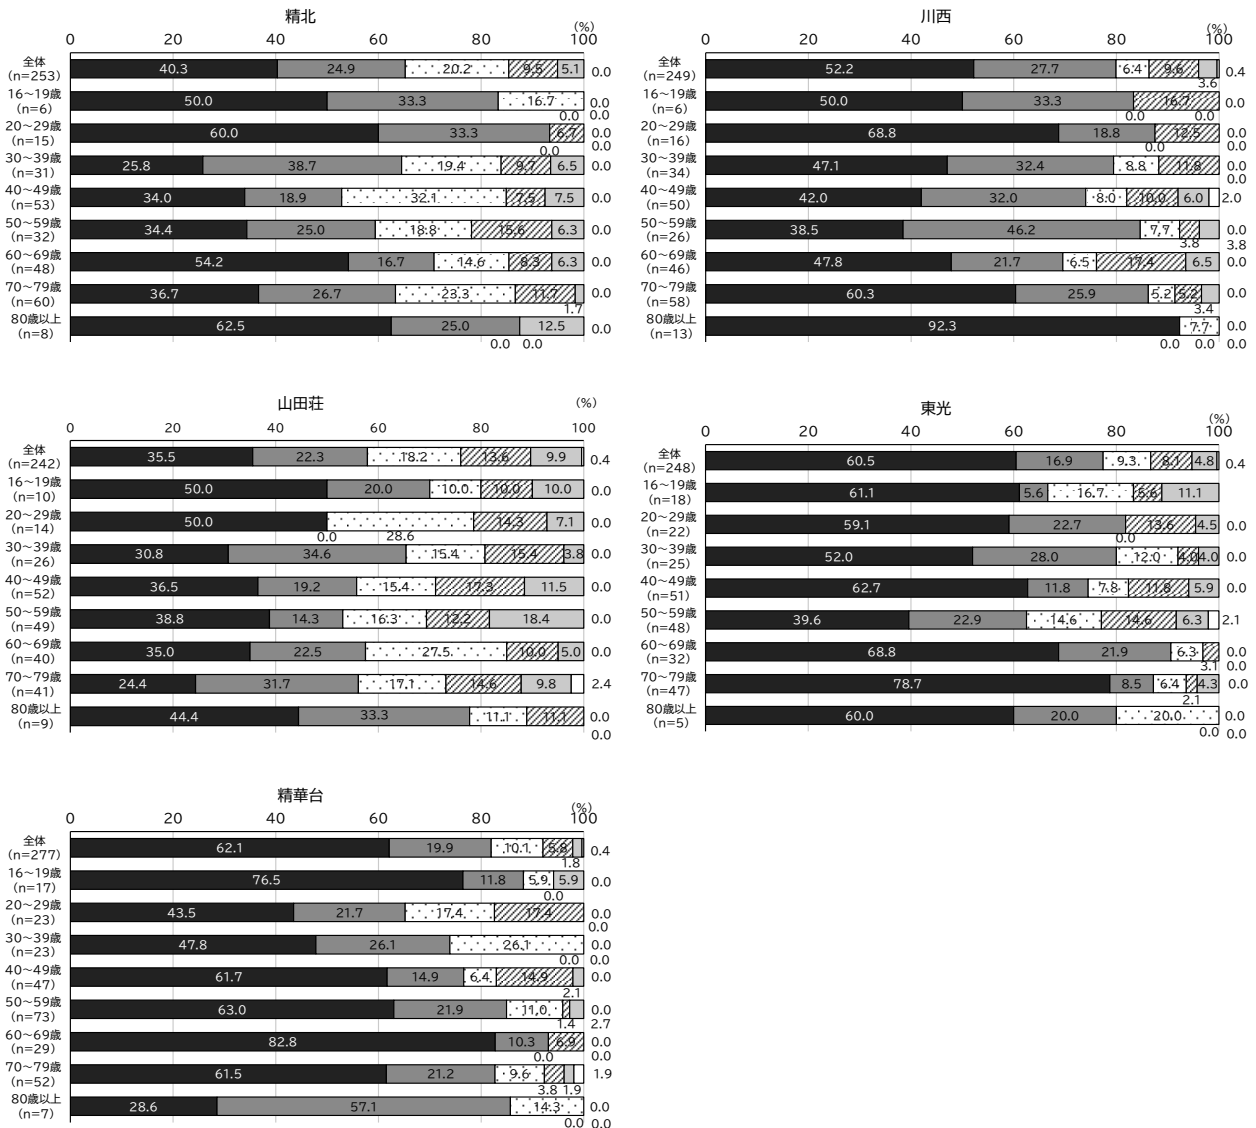 精北
(%)
0 20 40 60 80 100
全体
(n=253) 40.3 24.9 20.2 9.5 5.1 0.0
16～19歳
(n=6) 50.0 33.3 16.7 0.0
0.0 0.0
20～29歳
(n=15) 60.0 33.3 6.7 0.0
0.0 0.0
30～39歳
(n=31) 25.8 38.7 19.4 9.7 6.5 0.0
40～49歳
(n=53) 34.0 18.9 32.1 7.5 7.5 0.0
50～59歳
(n=32) 34.4 25.0 18.8 15.6 6.3 0.0
60～69歳
(n=48) 54.2 16.7 14.6 8.3 6.3 0.0
70～79歳
(n=60) 36.7 26.7 23.3 11.7 0.0
1.7
80歳以上
(n=8) 62.5 25.0 12.5 0.0
0.0 0.0
川西
(%)
0 20 40 60 80 100
全体
(n=249) 52.2 27.7 6.4 9.6 0.4
3.6
16～19歳
(n=6) 50.0 33.3 16.7 0.0
0.0 0.0
20～29歳
(n=16) 68.8 18.8 12.5 0.0
0.0 0.0
30～39歳
(n=34) 47.1 32.4 8.8 11.8 0.0
0.0
40～49歳
(n=50) 42.0 32.0 8.0 10.0 6.0 2.0
50～59歳
(n=26) 38.5 46.2 7.7 0.0
3.8 3.8
60～69歳
(n=46) 47.8 21.7 6.5 17.4 6.5 0.0
70～79歳
(n=58) 60.3 25.9 5.2 5.2 0.0
3.4
80歳以上
(n=13) 92.3 7.7 0.0
0.0 0.0 0.0
山田荘
(%)
0 20 40 60 80 100
全体
(n=242) 35.5 22.3 18.2 13.6 9.9 0.4
16～19歳
(n=10) 50.0 20.0 10.0 10.0 10.0 0.0
20～29歳
(n=14) 50.0 14.3 7.1 0.0
0.0 28.6
30～39歳
(n=26) 30.8 34.6 15.4 15.4 3.8 0.0
40～49歳
(n=52) 36.5 19.2 15.4 17.3 11.5 0.0
50～59歳
(n=49) 38.8 14.3 16.3 12.2 18.4 0.0
60～69歳
(n=40) 35.0 22.5 27.5 10.0 5.0 0.0
70～79歳
(n=41) 24.4 31.7 17.1 14.6 9.8 2.4
80歳以上
(n=9) 44.4 33.3 11.1 11.1 0.0
0.0
東光
(%)
0 20 40 60 80 100
全体
(n=248) 60.5 16.9 9.3 8.1 4.8 0.4
16～19歳
(n=18) 61.1 5.6 16.7 5.6 11.1 0.0
20～29歳
(n=22) 59.1 22.7 13.6 4.5 0.0
0.0
30～39歳
(n=25) 52.0 28.0 12.0 4.0 4.0 0.0
40～49歳
(n=51) 62.7 11.8 7.8 11.8 5.9 0.0
50～59歳
(n=48) 39.6 22.9 14.6 14.6 6.3 2.1
60～69歳
(n=32) 68.8 21.9 6.3 0.0
3.1 0.0
70～79歳
(n=47) 78.7 8.5 6.4 4.3 0.0
2.1
80歳以上
(n=5) 60.0 20.0 20.0 0.0
0.0 0.0
精華台
(%)
0 20 40 60 80 100
全体
(n=277) 62.1 19.9 10.1 5.8 0.4
1.8
16～19歳
(n=17) 76.5 11.8 5.9 5.9 0.0
0.0
20～29歳
(n=23) 43.5 21.7 17.4 17.4 0.0
0.0
30～39歳
(n=23) 47.8 26.1 26.1 0.0
0.0 0.0
40～49歳
(n=47) 61.7 14.9 6.4 14.9 0.0
2.1
50～59歳
(n=73) 63.0 21.9 11.0 0.0
1.4 2.7
60～69歳
(n=29) 82.8 10.3 6.9 0.0
0.0 0.0
70～79歳
(n=52) 61.5 21.2 9.6 1.9
3.8 1.9
80歳以上
(n=7) 28.6 57.1 14.3 0.0
0.0 0.0